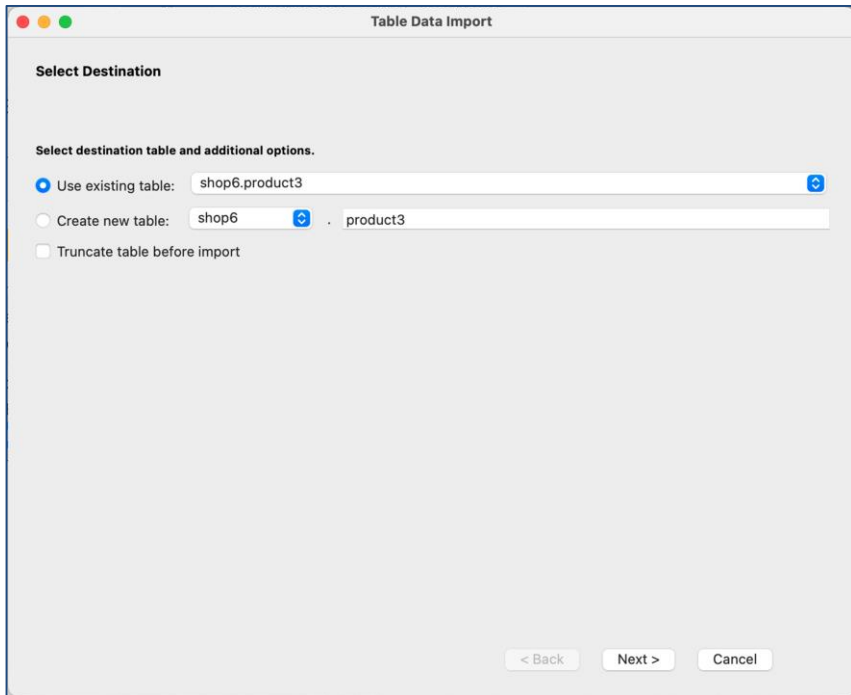 Table Data Import
Select Destination
Select destination table and additional options.
Use existing table: shop6.product3
Create new table: shop6 . product3
Truncate table before import
< Back Next > Cancel